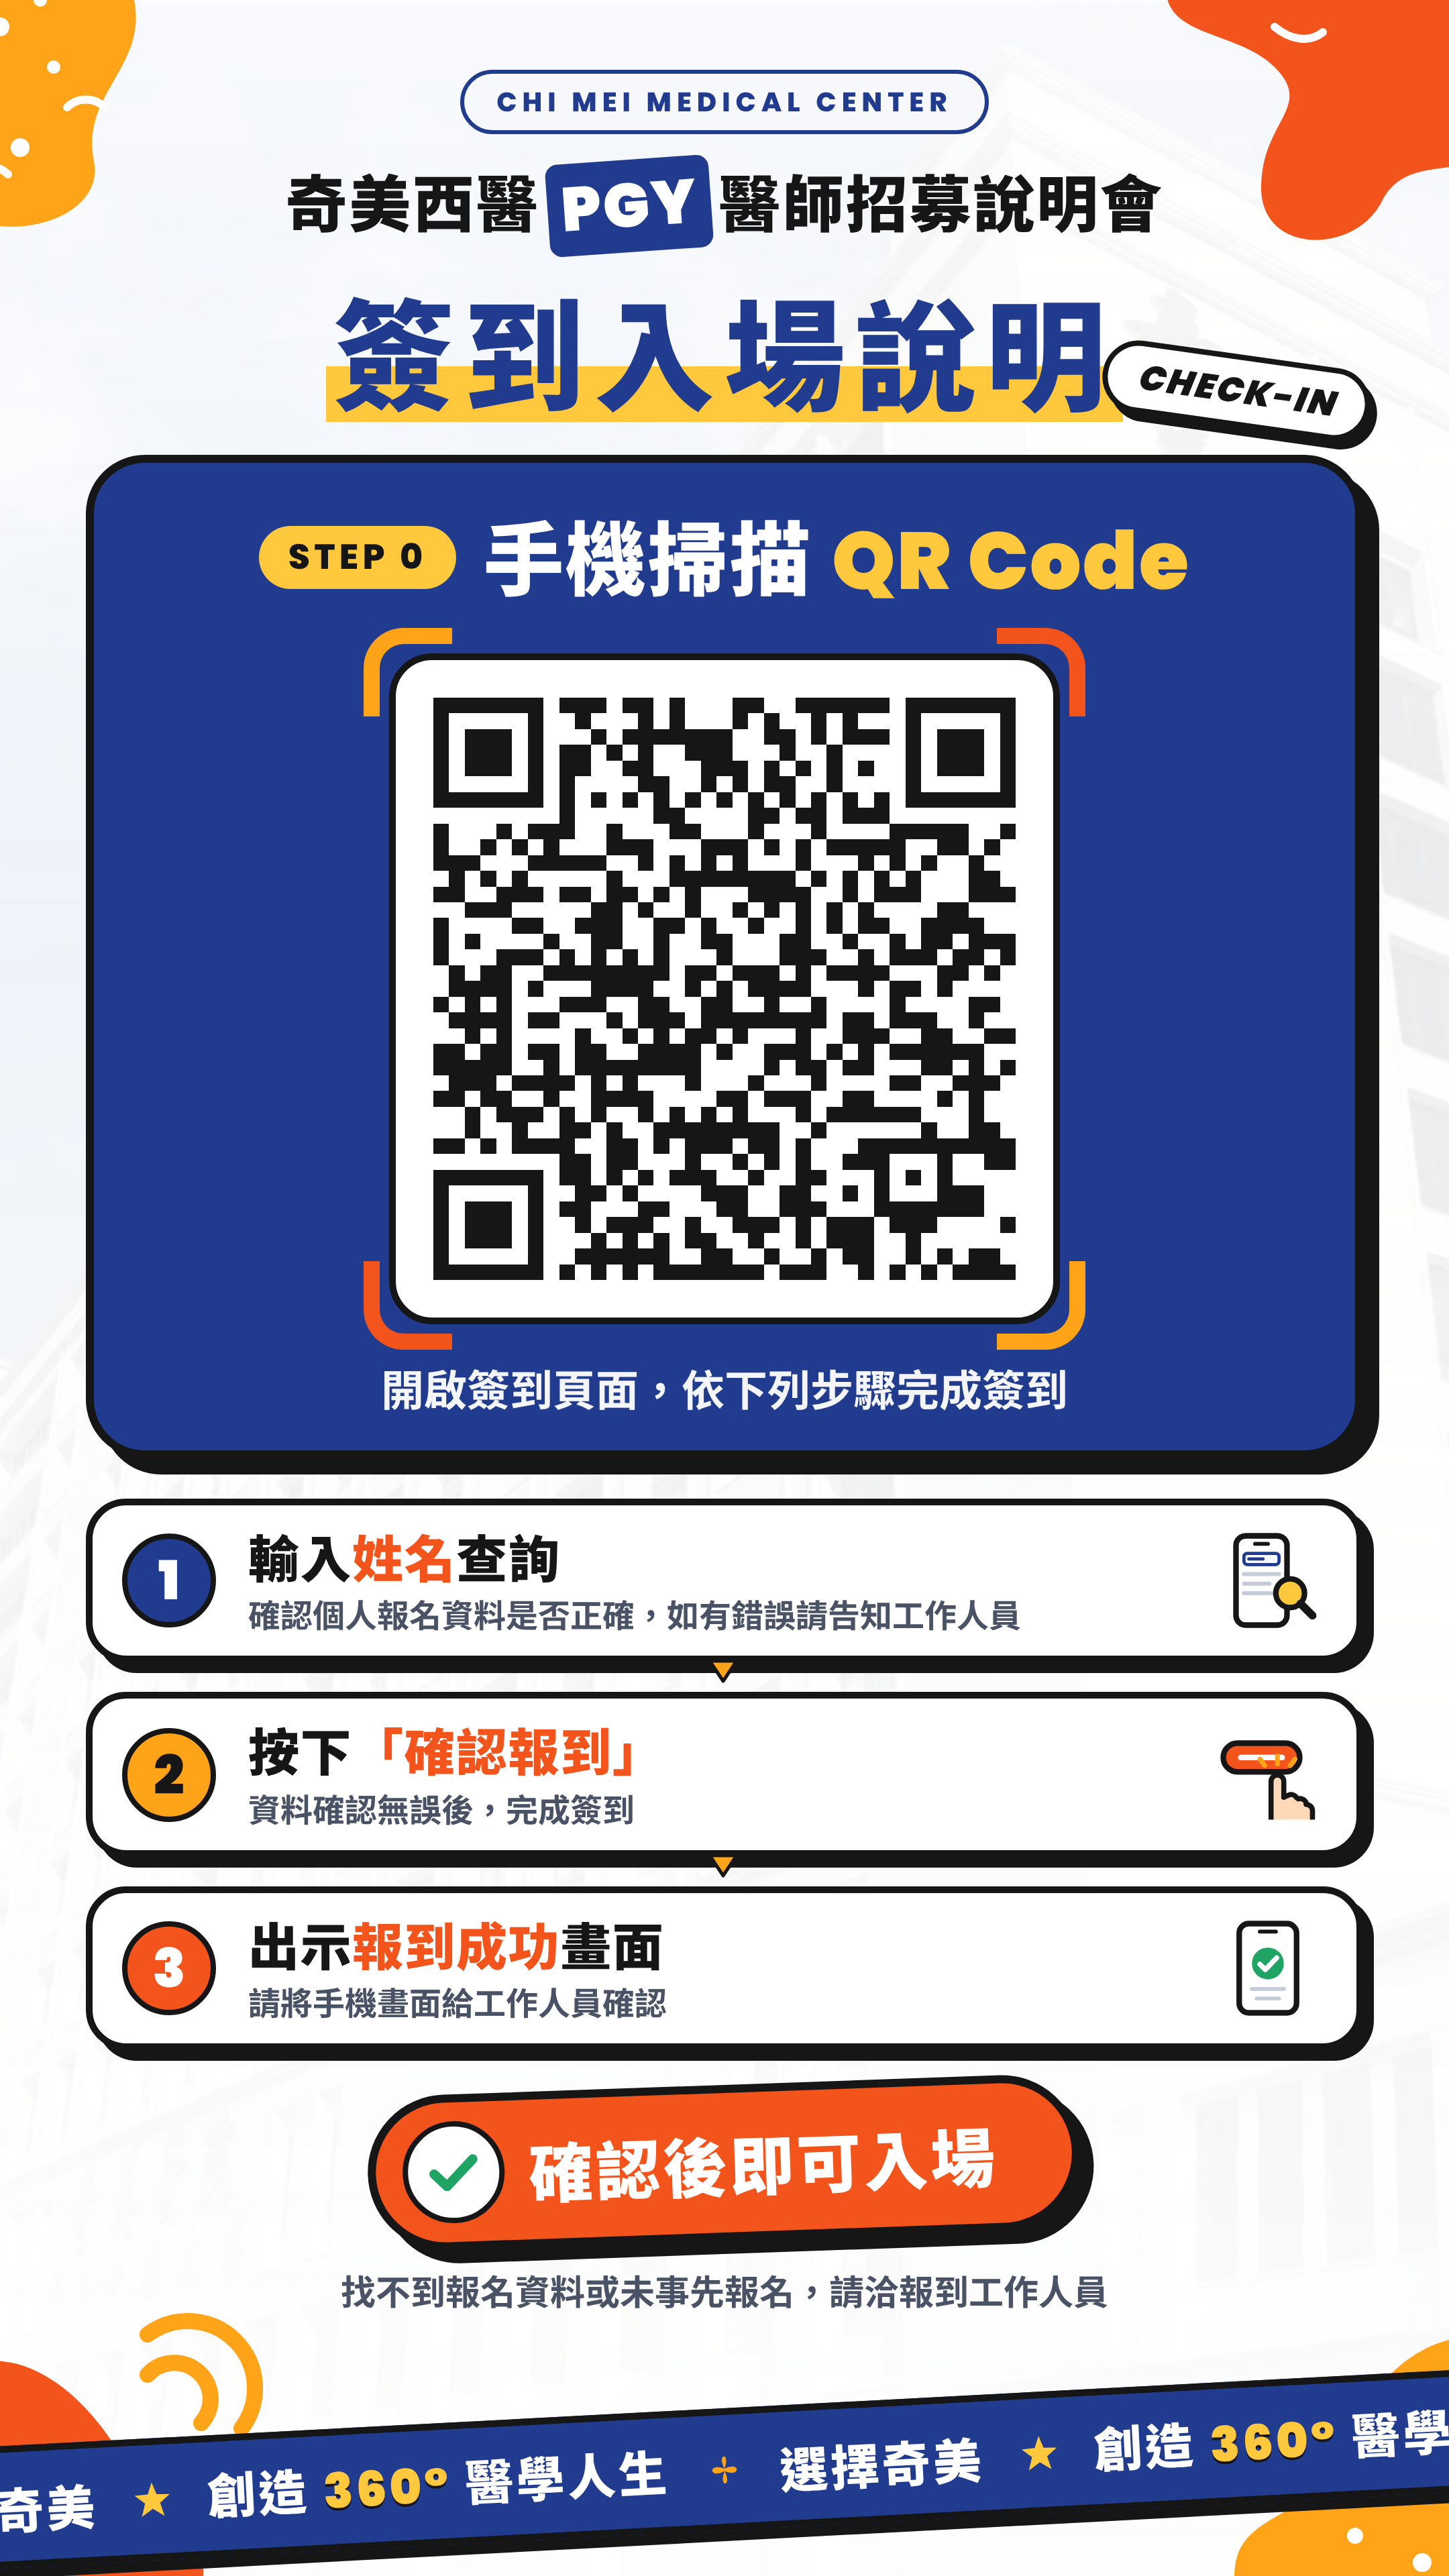 CHI MEI MEDICAL CENTER
奇美西醫 PGY 醫師招募說明會
簽到入場說明
CHECK-IN
STEP 0 手機掃描 QR Code
開啟簽到頁面，依下列步驟完成簽到
1
輸入姓名查詢
確認個人報名資料是否正確，如有錯誤請告知工作人員
2
按下「確認報到」
資料確認無誤後，完成簽到
3
出示報到成功畫面
請將手機畫面給工作人員確認
確認後即可入場
找不到報名資料或未事先報名，請洽報到工作人員
奇美 ★ 創造 360° 醫學人生 選擇奇美 ★ 創造 360° 醫學